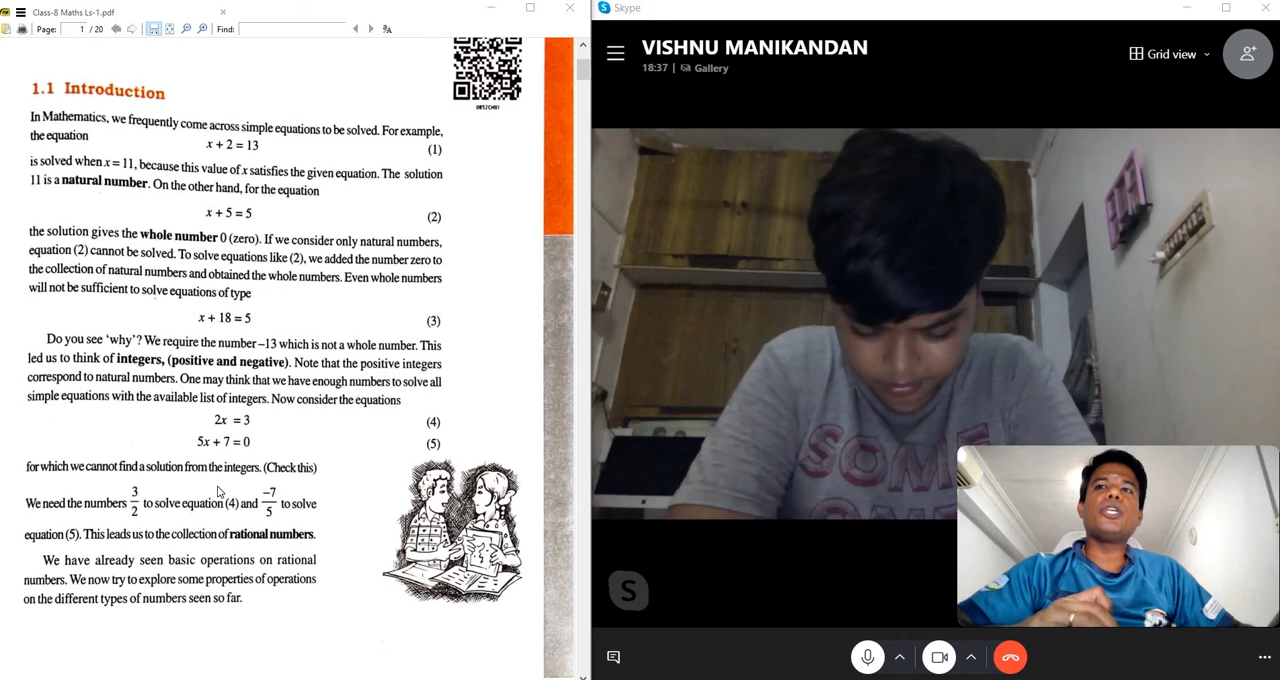 Class-8 Maths Ls-1.pdf
Page: 1 / 20 Find:
0852CH01
1.1 Introduction
In Mathematics, we frequently come across simple equations to be solved. For example,
the equation
x + 2 = 13 (1)
is solved when x = 11, because this value of x satisfies the given equation. The solution
11 is a natural number. On the other hand, for the equation
x + 5 = 5 (2)
the solution gives the whole number 0 (zero). If we consider only natural numbers,
equation (2) cannot be solved. To solve equations like (2), we added the number zero to
the collection of natural numbers and obtained the whole numbers. Even whole numbers
will not be sufficient to solve equations of type
x + 18 = 5 (3)
Do you see 'why'? We require the number –13 which is not a whole number. This
led us to think of integers, (positive and negative). Note that the positive integers
correspond to natural numbers. One may think that we have enough numbers to solve all
simple equations with the available list of integers. Now consider the equations
2x = 3 (4)
5x + 7 = 0 (5)
for which we cannot find a solution from the integers. (Check this)
We need the numbers 3/2 to solve equation (4) and –7/5 to solve
equation (5). This leads us to the collection of rational numbers.
We have already seen basic operations on rational
numbers. We now try to explore some properties of operations
on the different types of numbers seen so far.
Skype
VISHNU MANIKANDAN
18:37 | Gallery
Grid view
SOME
S